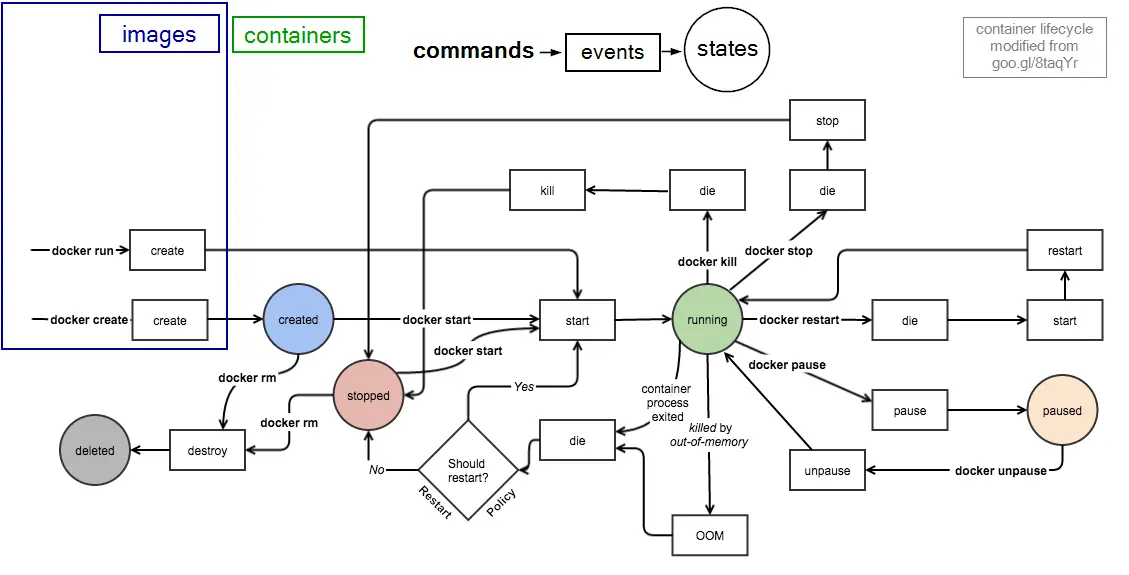 images
containers
commands
events
states
container lifecycle
modified from
goo.gl/8taqYr
stop
kill
die
die
docker run
create
docker kill
docker stop
restart
docker create
create
created
docker start
start
running
docker restart
die
start
docker start
docker pause
docker rm
stopped
Yes
container
process
exited
pause
paused
docker rm
killed by
out-of-memory
deleted
destroy
No
Should
restart?
die
unpause
docker unpause
Restart
Policy
OOM